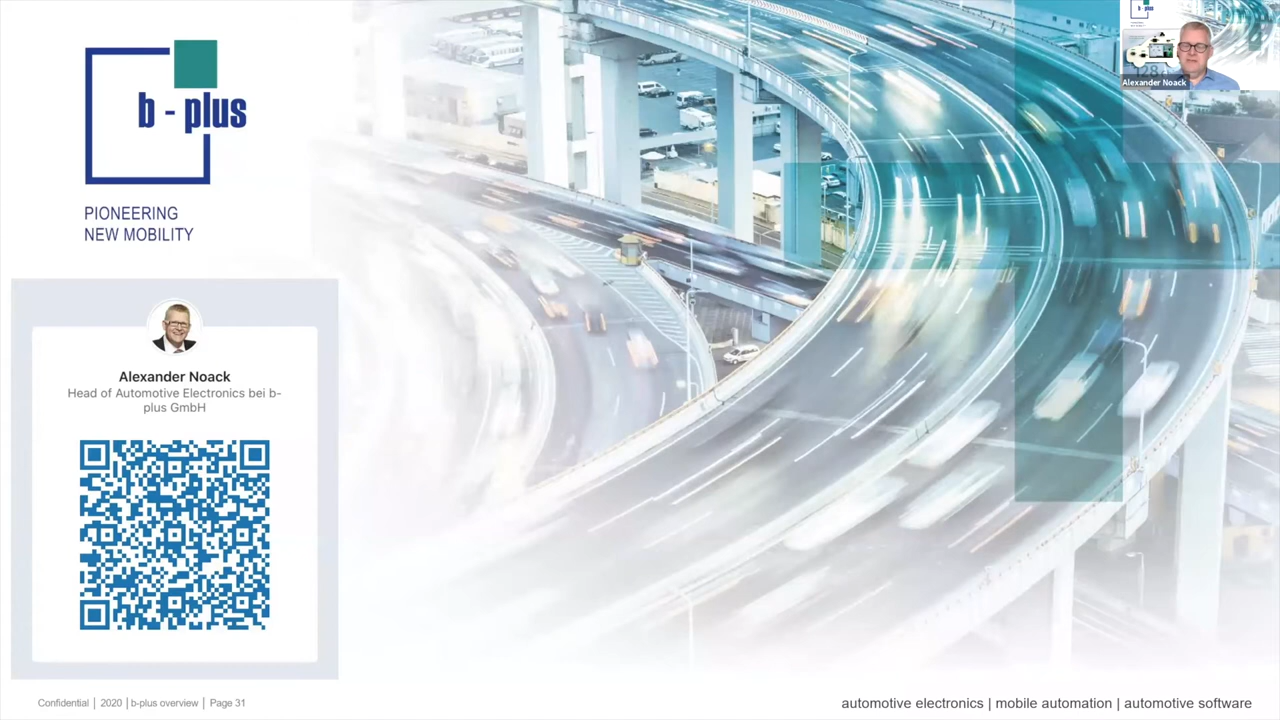 b - plus
PIONEERING
NEW MOBILITY
Alexander Noack
Head of Automotive Electronics bei b-
plus GmbH
Alexander Noack
Confidential | 2020 | b-plus overview | Page 31
automotive electronics | mobile automation | automotive software